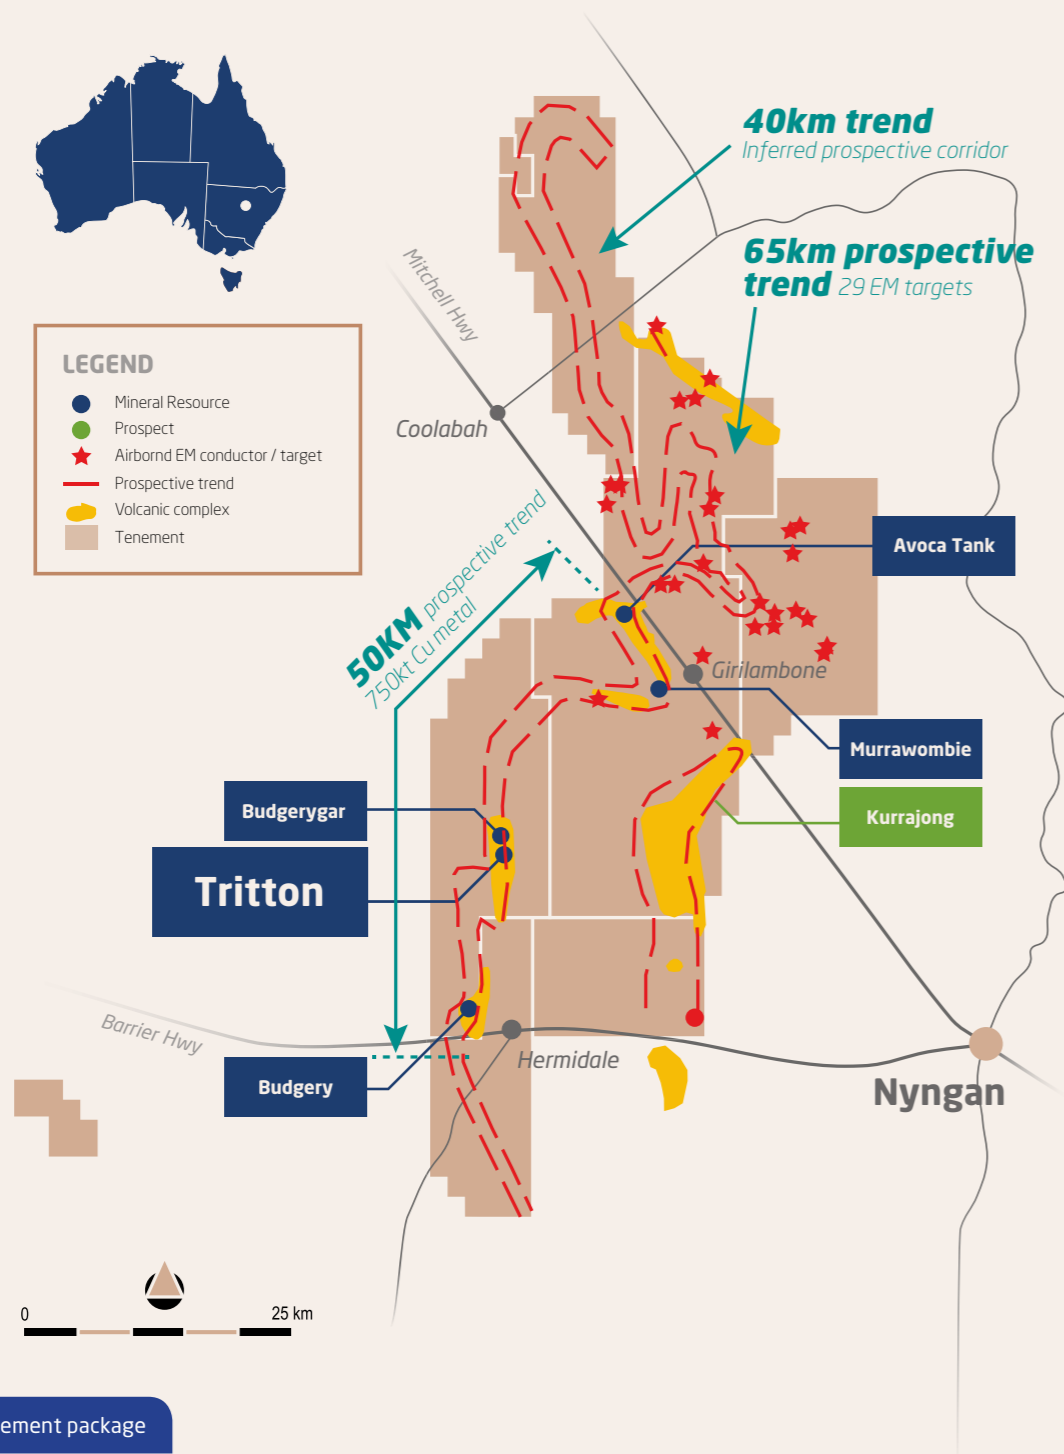 40km trend
Inferred prospective corridor
65km prospective
trend 29 EM targets
Mitchell Hwy
LEGEND
Mineral Resource
Prospect
Airbornd EM conductor / target
Prospective trend
Volcanic complex
Tenement
Coolabah
50KM prospective trend
750kt Cu metal
Avoca Tank
Girilambone
Murrawombie
Kurrajong
Budgerygar
Tritton
Barrier Hwy
Hermidale
Budgery
Nyngan
0
25 km
ement package